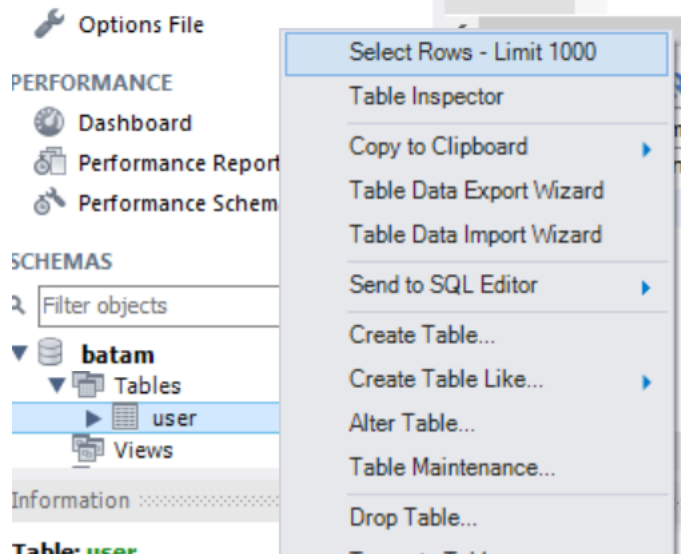 Options File
PERFORMANCE
Dashboard
Performance Report
Performance Schem
SCHEMAS
Filter objects
batam
Tables
user
Views
Information
Table: user
Select Rows - Limit 1000
Table Inspector
Copy to Clipboard
Table Data Export Wizard
Table Data Import Wizard
Send to SQL Editor
Create Table...
Create Table Like...
Alter Table...
Table Maintenance...
Drop Table...